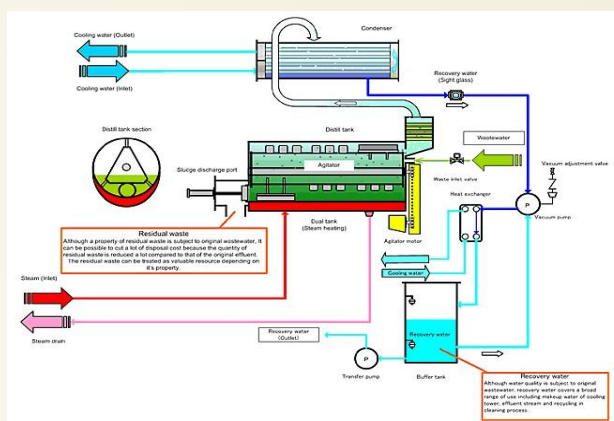 Cooling water (Outlet)
Cooling water (Inlet)
Condenser
Recovery water
(Sight glass)
Distill tank section
Distill tank
Agitator
Wastewater
Waste inlet valve
Vacuum adjustment valve
Sludge discharge port
Heat exchanger
P
Vacuum pump
Residual waste
Although a property of residual waste is subject to original wastewater, It
can be possible to cut a lot of disposal cost because the quantity of
residual waste is reduced a lot compared to that of the original effluent.
The residual waste can be treated as valuable resource depending on
it's property.
Dual tank
(Steam heating)
Agitator motor
Cooling water
Steam (Inlet)
Steam drain
Recovery water
(Outlet)
Recovery water
P
Transfer pump
Buffer tank
Recovery water
Although water quality is subject to original
wastewater, recovery water covers a broad
range of use including makeup water of cooling
tower, effluent stream and recycling in
cleaning process.